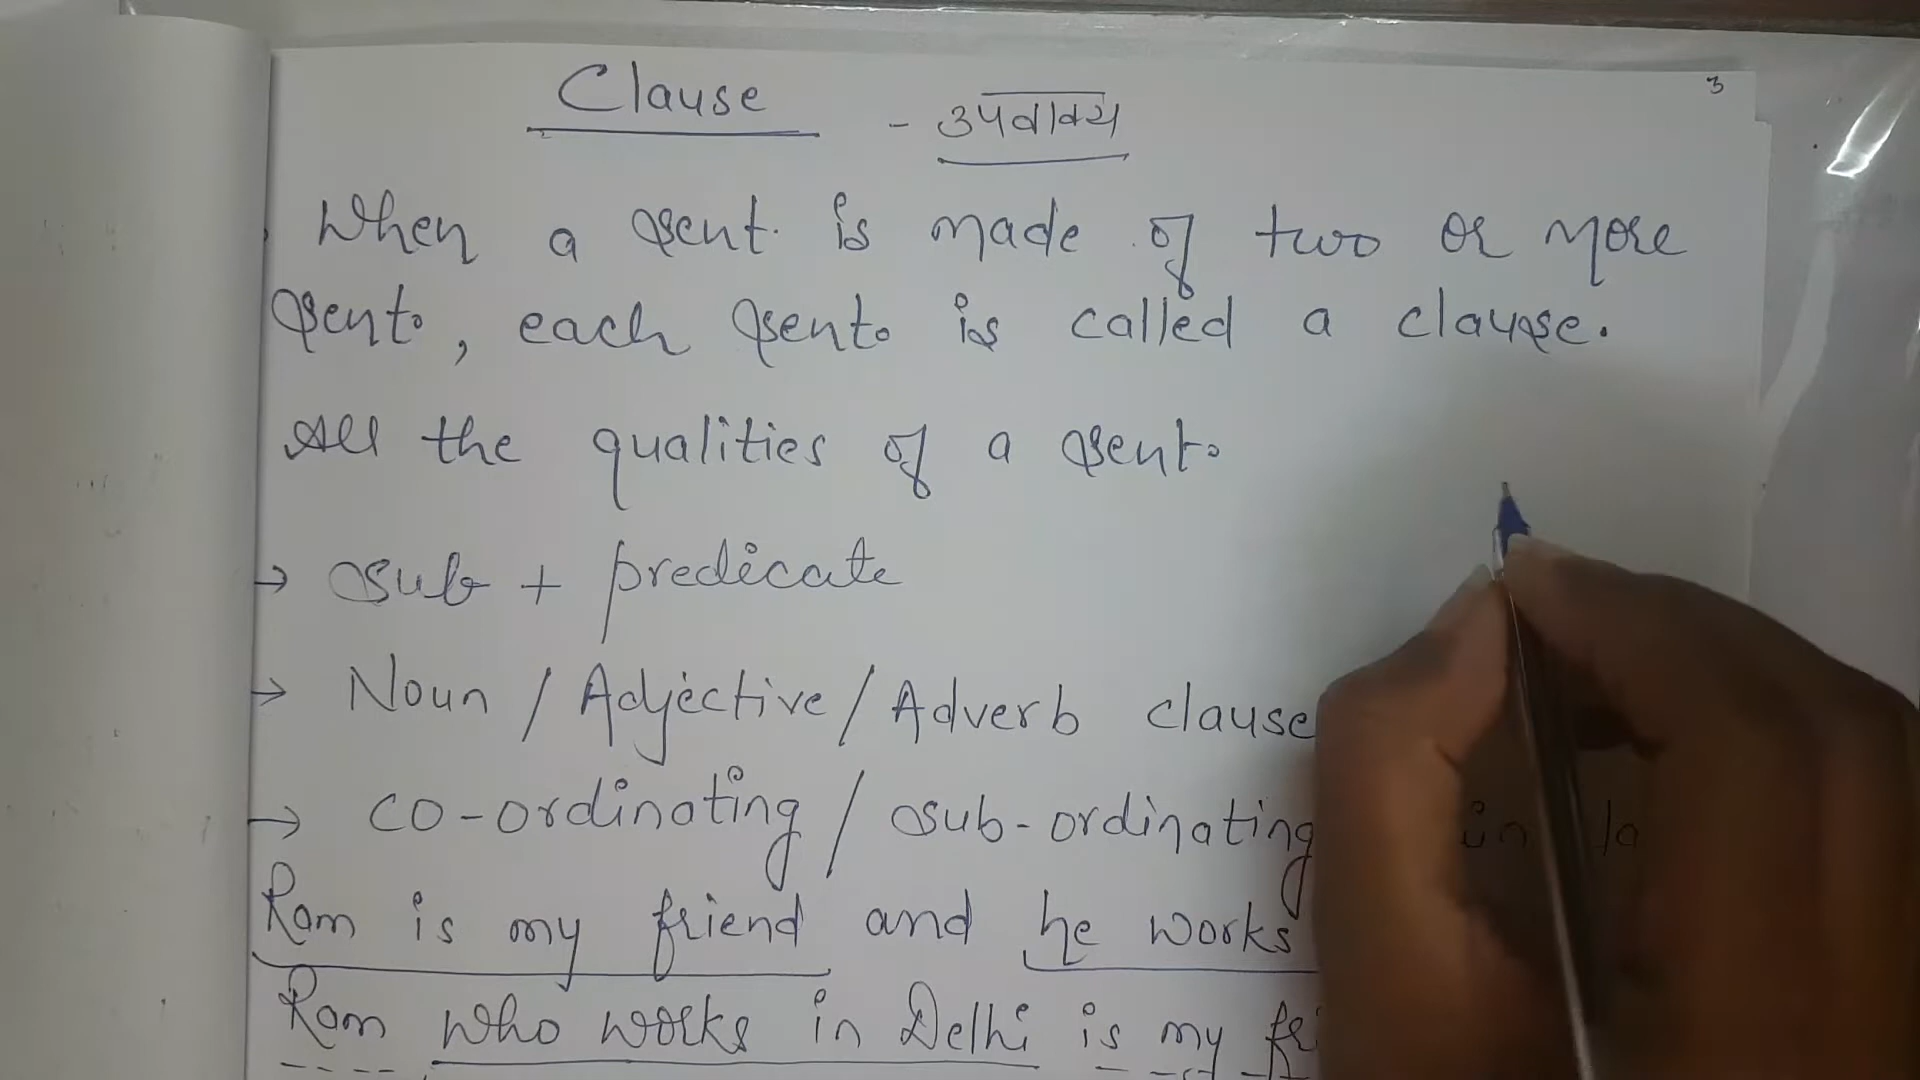 3
Clause - उपवाक्य
When a sent. is made of two or more
sent., each sent. is called a clause.
All the qualities of a sent.
→ sub + predicate
→ Noun / Adjective / Adverb clause
→ co-ordinating / sub-ordinating
Ram is my friend and he works
Ram who works in Delhi is my